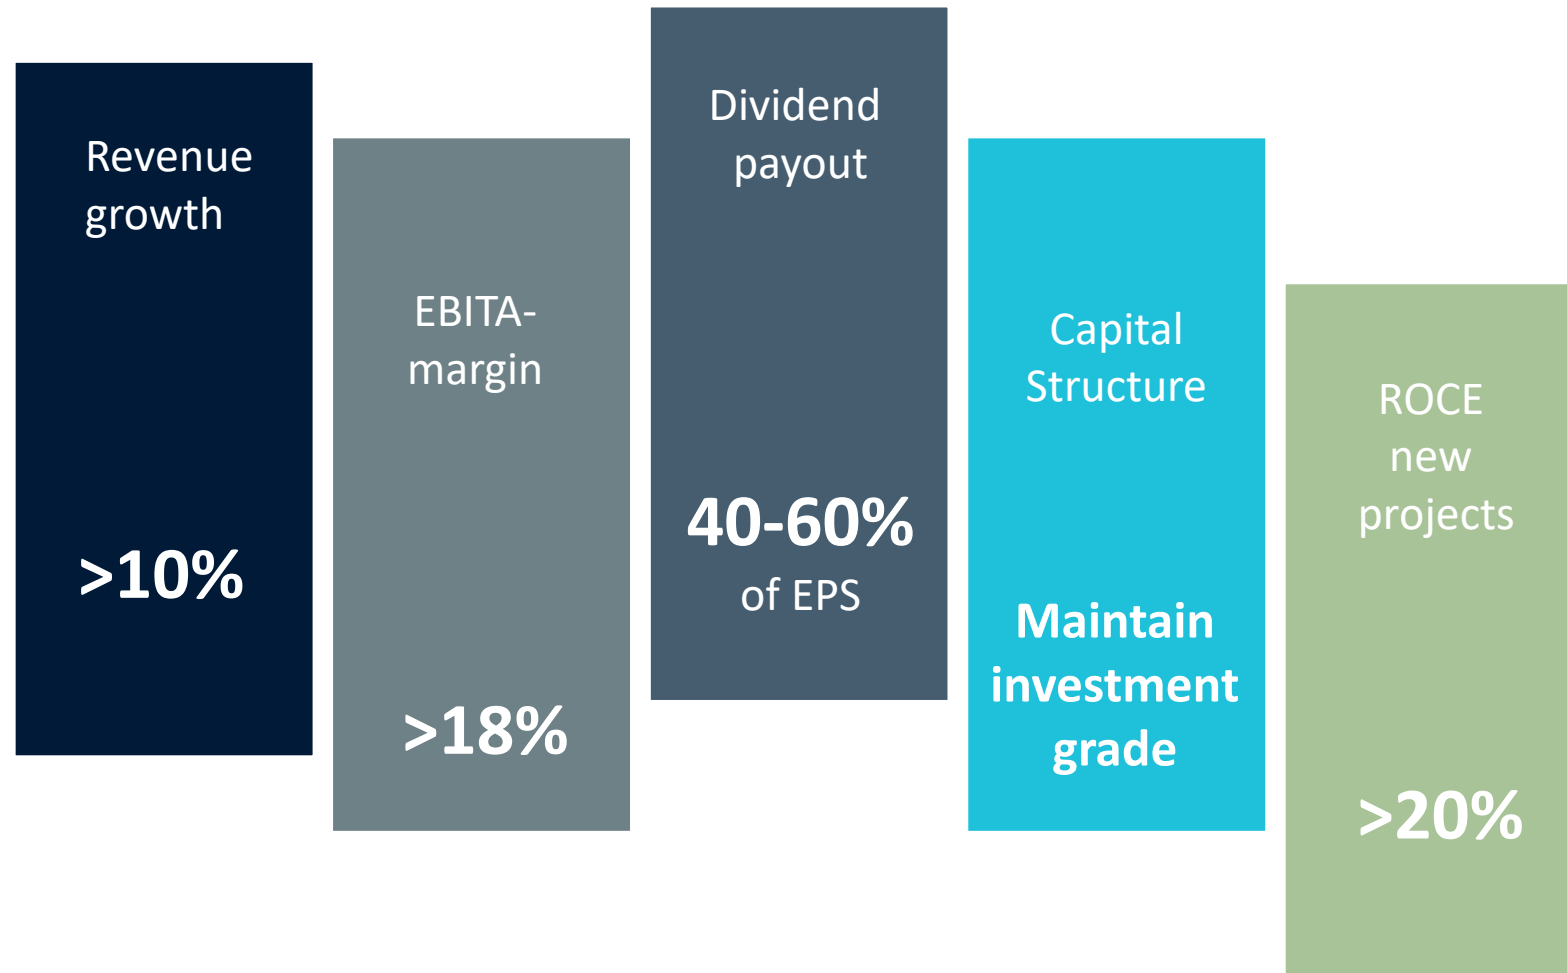 Revenue
growth
>10%
EBITA-
margin
>18%
Dividend
payout
40-60%
of EPS
Capital
Structure
Maintain
investment
grade
ROCE
new
projects
>20%